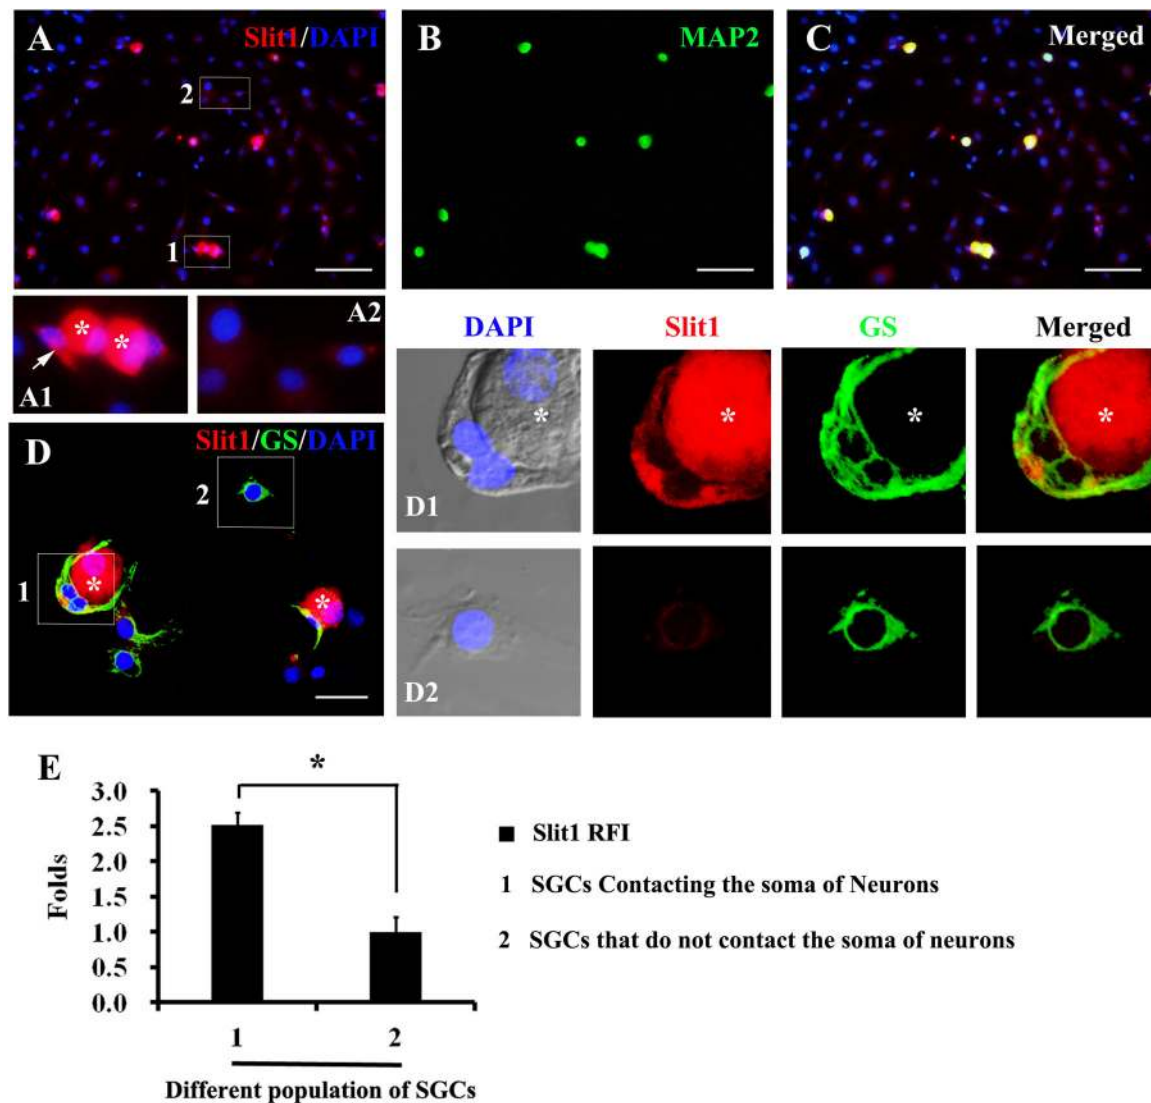 A Slit1/DAPI
2
1
B MAP2
C Merged
A1
* *
A2
D Slit1/GS/DAPI
2
1
*
*
DAPI Slit1 GS Merged
* * * *
D1
D2
E
*
3.0
2.5
2.0
1.5
1.0
0.5
0.0
Folds
1 2
Different population of SGCs
■ Slit1 RFI
1 SGCs Contacting the soma of Neurons
2 SGCs that do not contact the soma of neurons